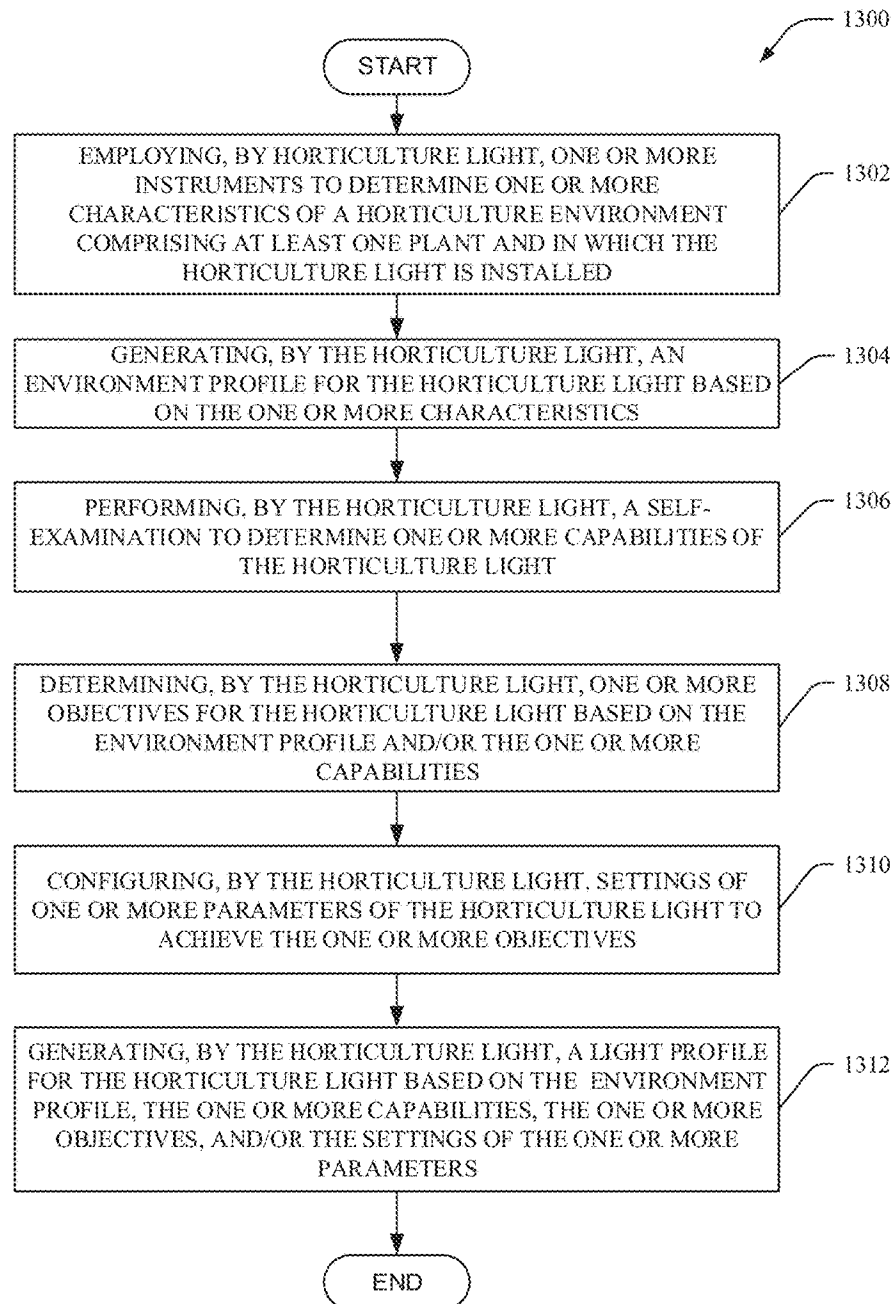 1300
START
EMPLOYING, BY HORTICULTURE LIGHT, ONE OR MORE
INSTRUMENTS TO DETERMINE ONE OR MORE
CHARACTERISTICS OF A HORTICULTURE ENVIRONMENT
COMPRISING AT LEAST ONE PLANT AND IN WHICH THE
HORTICULTURE LIGHT IS INSTALLED
1302
GENERATING, BY THE HORTICULTURE LIGHT, AN
ENVIRONMENT PROFILE FOR THE HORTICULTURE LIGHT BASED
ON THE ONE OR MORE CHARACTERISTICS
1304
PERFORMING, BY THE HORTICULTURE LIGHT, A SELF-
EXAMINATION TO DETERMINE ONE OR MORE CAPABILITIES OF
THE HORTICULTURE LIGHT
1306
DETERMINING, BY THE HORTICULTURE LIGHT, ONE OR MORE
OBJECTIVES FOR THE HORTICULTURE LIGHT BASED ON THE
ENVIRONMENT PROFILE AND/OR THE ONE OR MORE
CAPABILITIES
1308
CONFIGURING, BY THE HORTICULTURE LIGHT, SETTINGS OF
ONE OR MORE PARAMETERS OF THE HORTICULTURE LIGHT TO
ACHIEVE THE ONE OR MORE OBJECTIVES
1310
GENERATING, BY THE HORTICULTURE LIGHT, A LIGHT PROFILE
FOR THE HORTICULTURE LIGHT BASED ON THE ENVIRONMENT
PROFILE, THE ONE OR MORE CAPABILITIES, THE ONE OR MORE
OBJECTIVES, AND/OR THE SETTINGS OF THE ONE OR MORE
PARAMETERS
1312
END